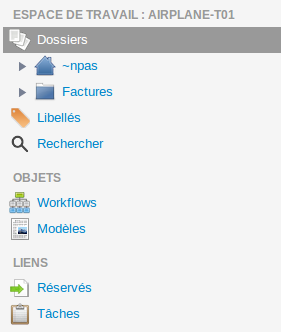 ESPACE DE TRAVAIL : AIRPLANE-T01
Dossiers
~npas
Factures
Libellés
Rechercher
OBJETS
Workflows
Modèles
LIENS
Réservés
Tâches